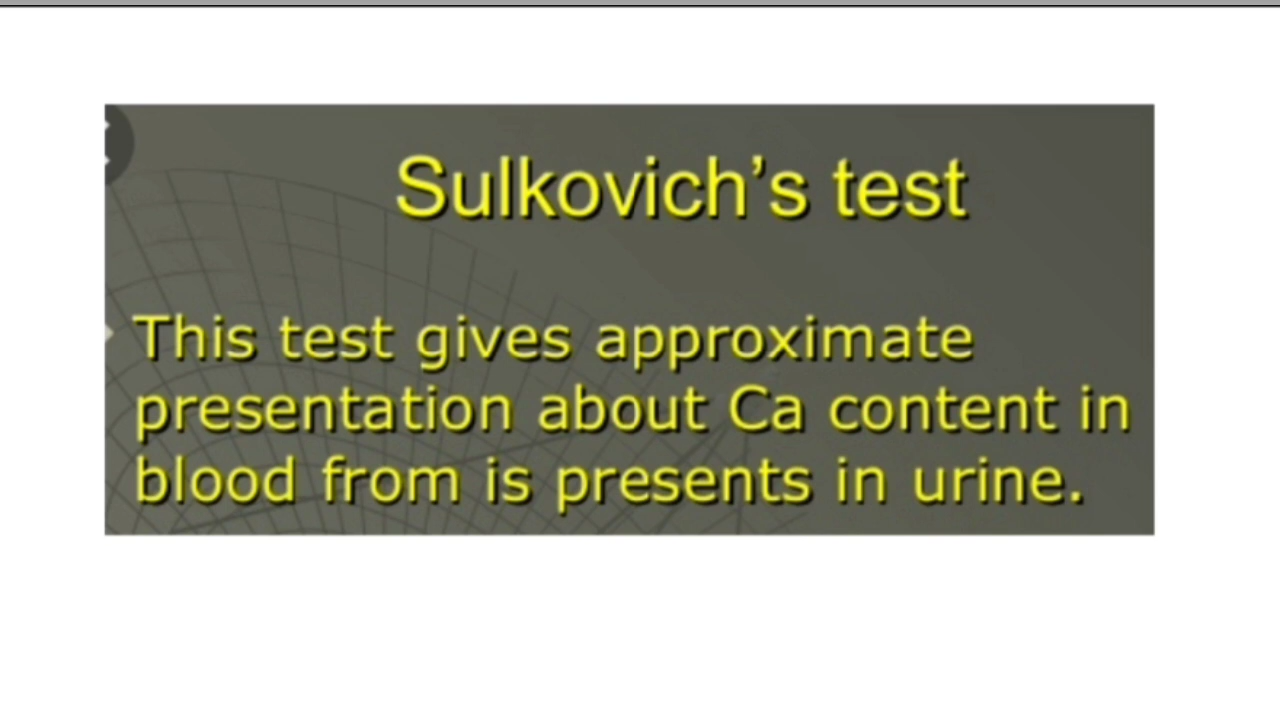 Sulkovich's test
This test gives approximate
presentation about Ca content in
blood from is presents in urine.